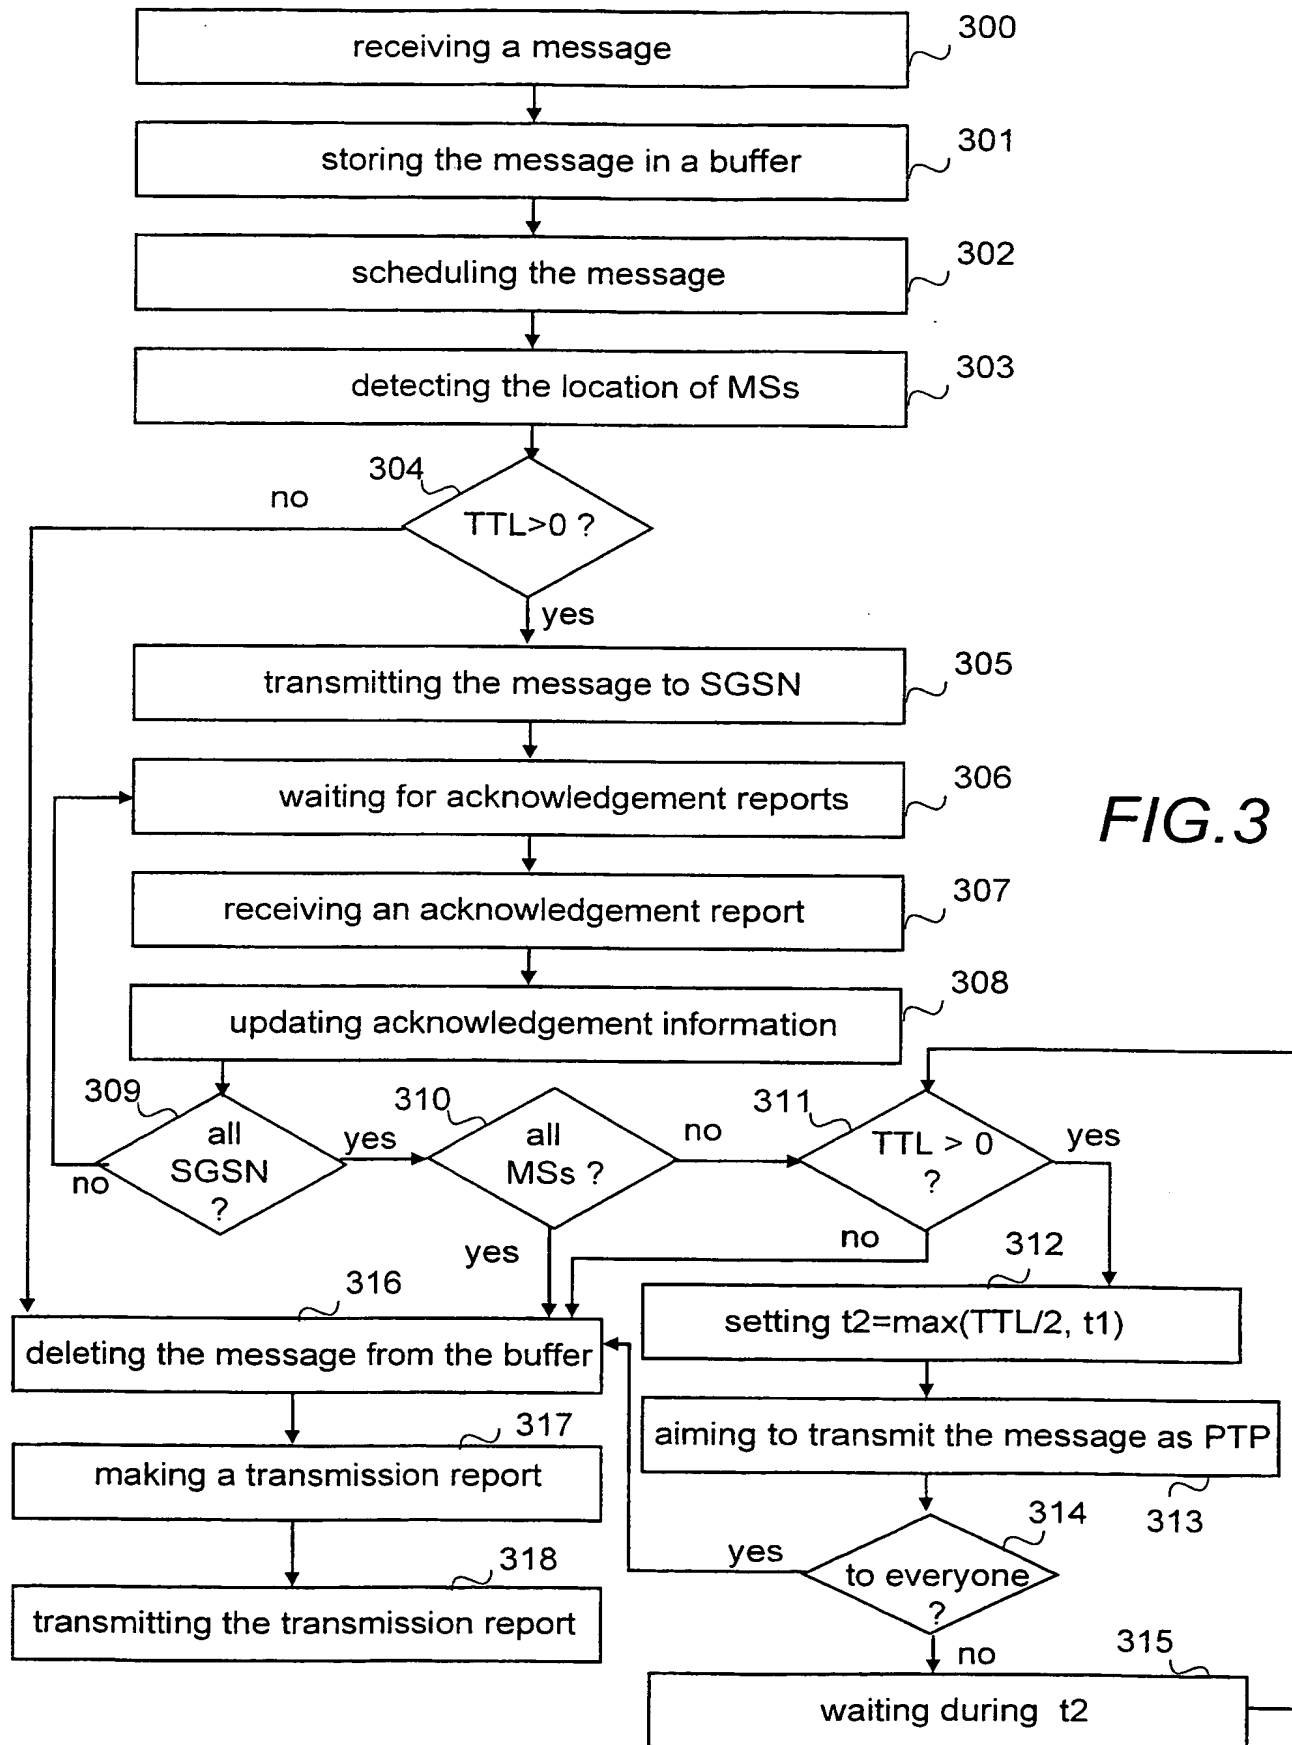 receiving a message
300
storing the message in a buffer
301
scheduling the message
302
detecting the location of MSs
303
304
no
TTL>0 ?
yes
transmitting the message to SGSN
305
waiting for acknowledgement reports
306
FIG.3
receiving an acknowledgement report
307
updating acknowledgement information
308
309
all
SGSN
?
no
yes
310
all
MSs ?
no
yes
311
TTL > 0
?
yes
no
312
setting t2=max(TTL/2, t1)
316
deleting the message from the buffer
aiming to transmit the message as PTP
313
317
making a transmission report
314
to everyone
?
yes
no
318
transmitting the transmission report
315
waiting during t2